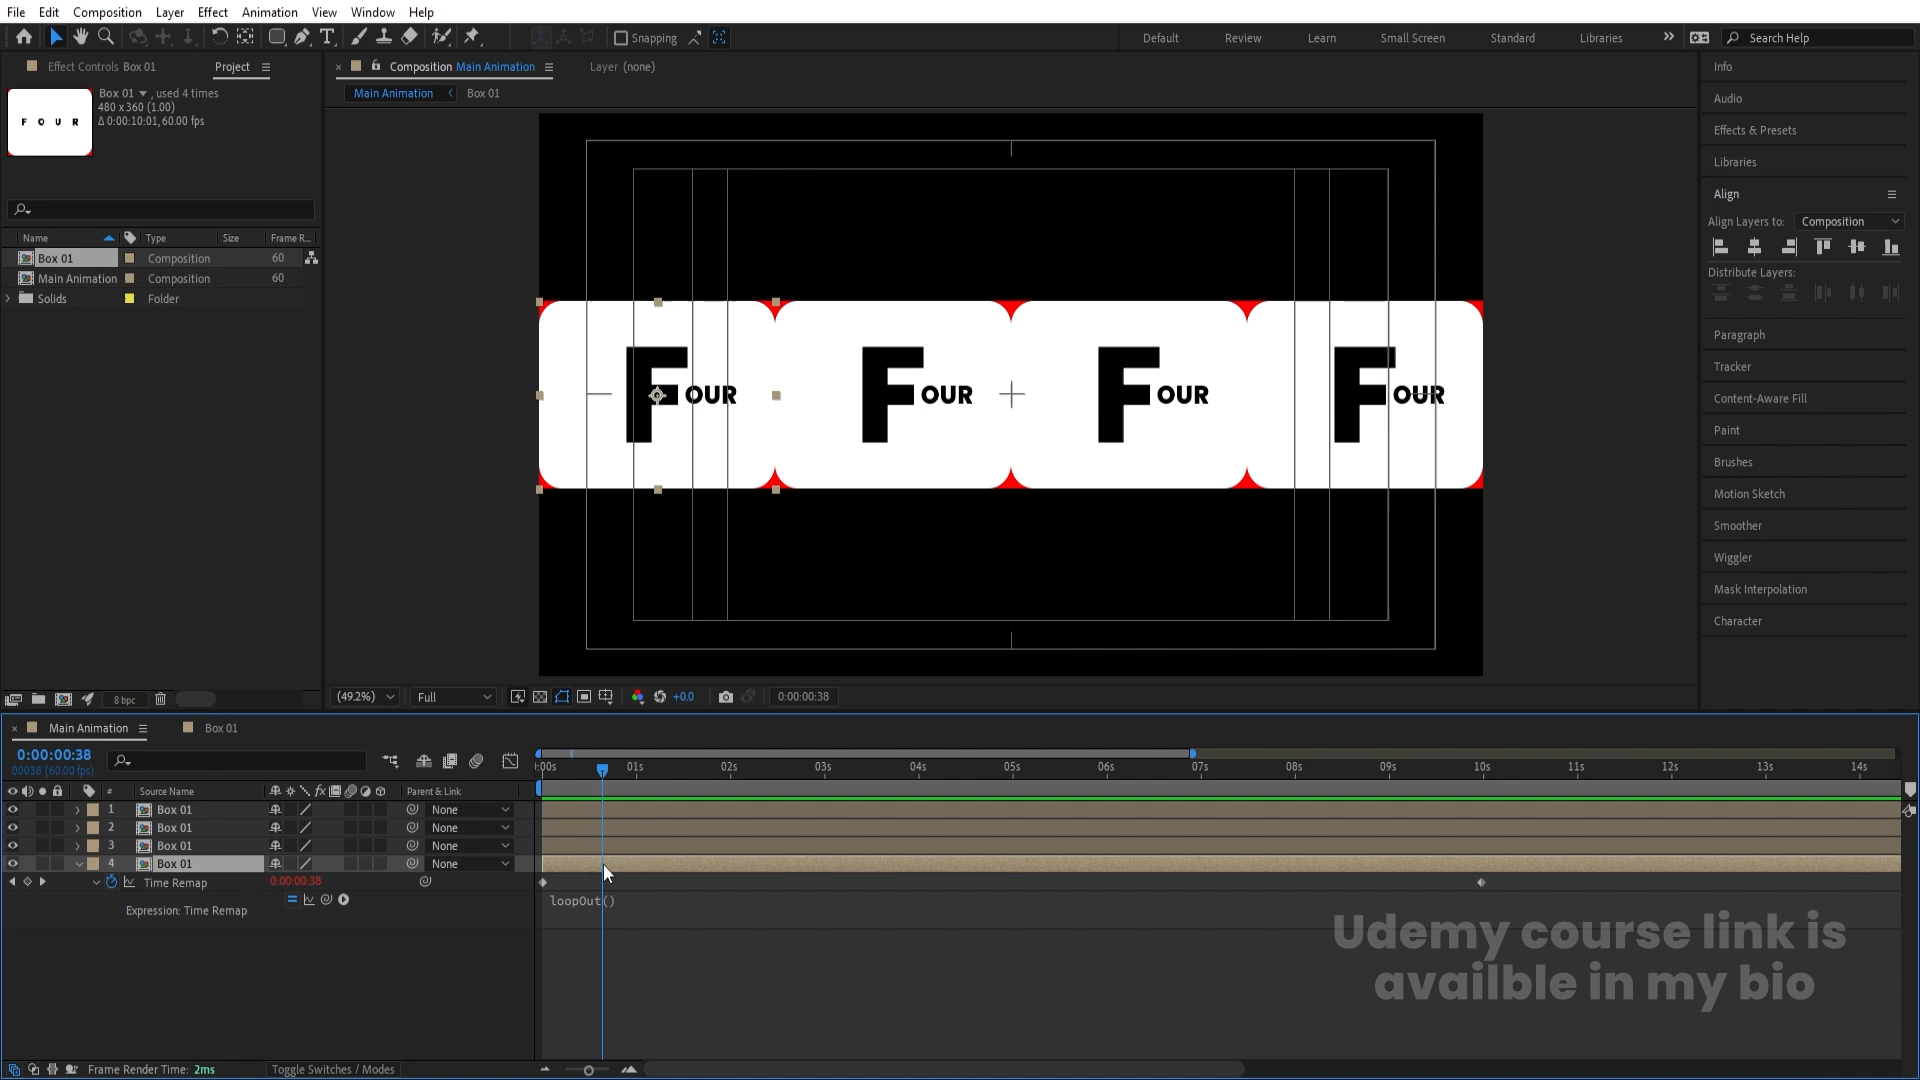 File Edit Composition Layer Effect Animation View Window Help
Snapping
Default Review Learn Small Screen Standard Libraries
Search Help
Effect Controls Box 01 Project
Composition Main Animation Layer (none)
Main Animation Box 01
Box 01 , used 4 times
480 x 360 (1.00)
Δ 0:00:10:01, 60.00 fps
F O U R
Name Type Size Frame R...
Box 01 Composition 60
Main Animation Composition 60
Solids Folder
8 bpc
FOUR FOUR FOUR FOUR
(49.2%) Full +0.0 0:00:00:38
Info
Audio
Effects & Presets
Libraries
Align
Align Layers to: Composition
Distribute Layers:
Paragraph
Tracker
Content-Aware Fill
Paint
Brushes
Motion Sketch
Smoother
Wiggler
Mask Interpolation
Character
Main Animation Box 01
0:00:00:38
00038 (60.00 fps)
:00s 01s 02s 03s 04s 05s 06s 07s 08s 09s 10s 11s 12s 13s 14s
# Source Name fx Parent & Link
1 Box 01 None
2 Box 01 None
3 Box 01 None
4 Box 01 None
Time Remap 0:00:00:38
Expression: Time Remap loopOut()
Udemy course link is
availble in my bio
Frame Render Time: 2ms Toggle Switches / Modes